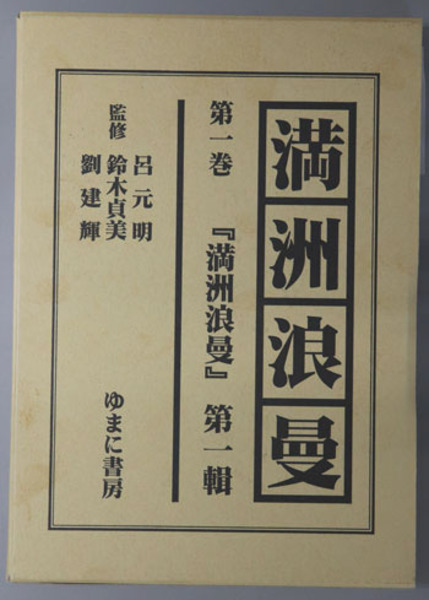 満洲浪曼
第一巻 『満洲浪曼』 第一輯
監修
呂元明
鈴木貞美
劉建輝
ゆまに書房